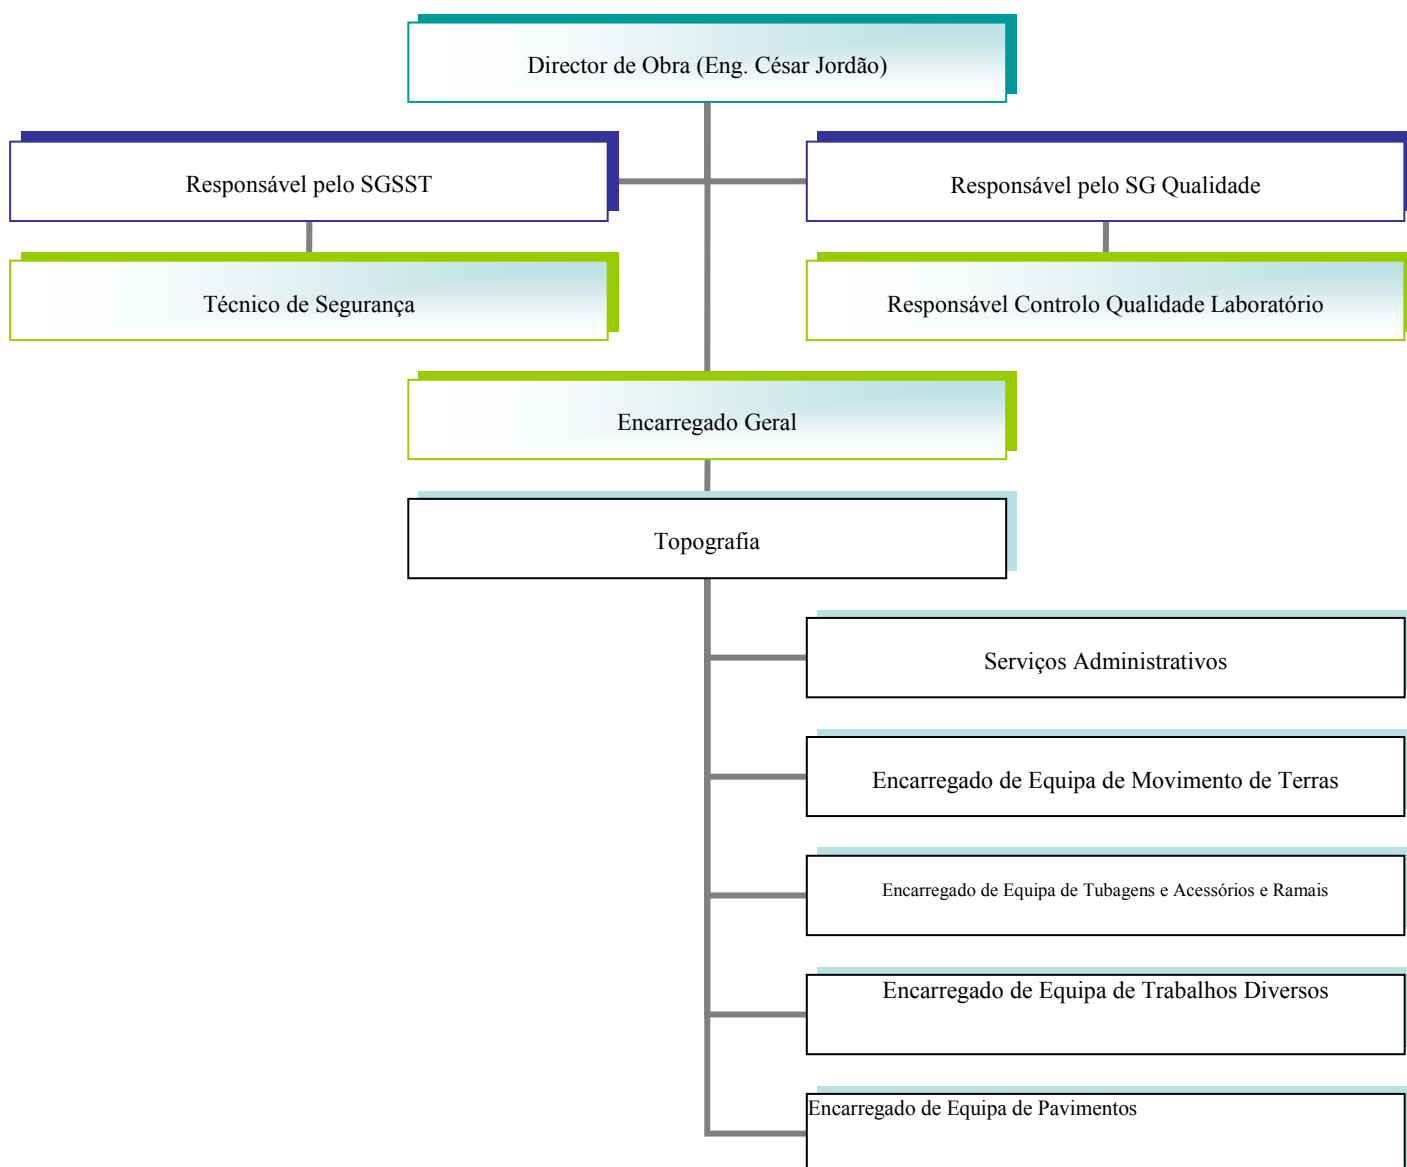 Director de Obra (Eng. César Jordão)
Responsável pelo SGSST
Responsável pelo SG Qualidade
Técnico de Segurança
Responsável Controlo Qualidade Laboratório
Encarregado Geral
Topografia
Serviços Administrativos
Encarregado de Equipa de Movimento de Terras
Encarregado de Equipa de Tubagens e Acessórios e Ramais
Encarregado de Equipa de Trabalhos Diversos
Encarregado de Equipa de Pavimentos